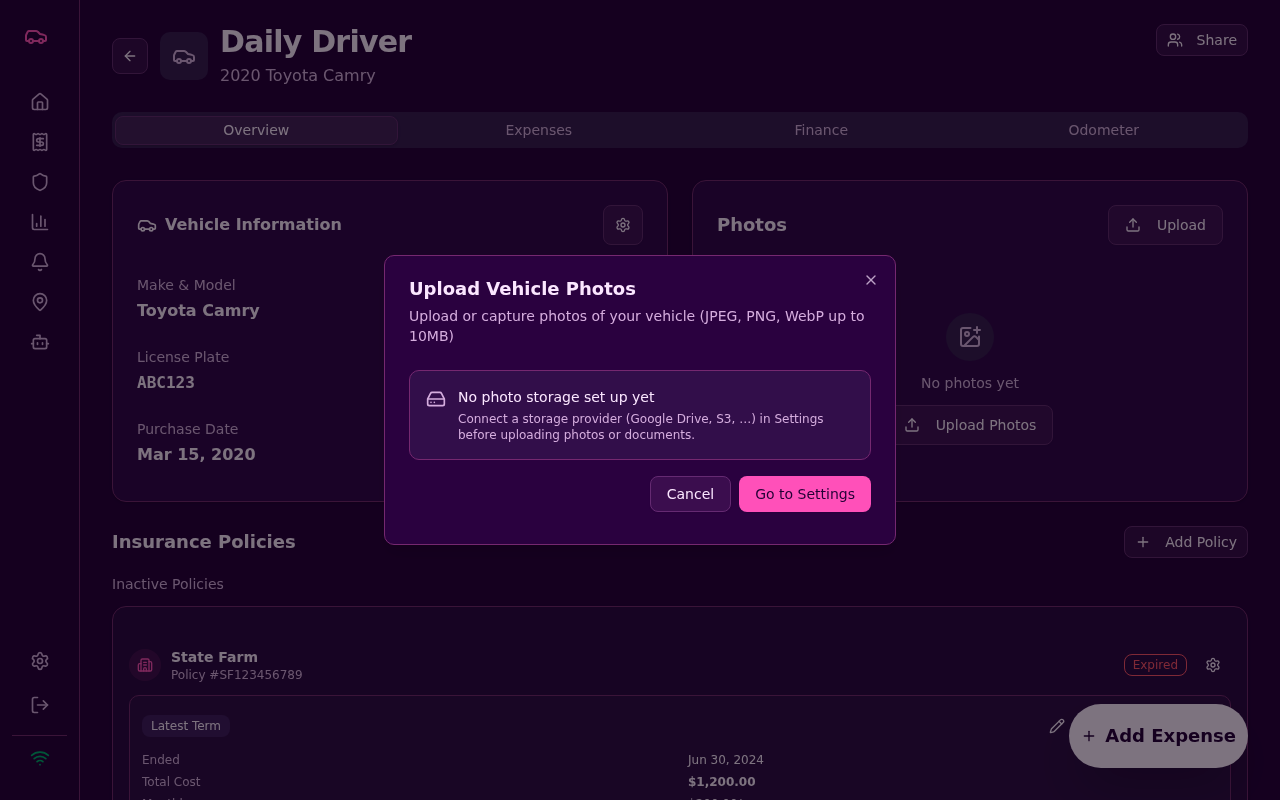 Daily Driver
2020 Toyota Camry
Share
Overview
Expenses
Finance
Odometer
Vehicle Information
Photos
Upload
Make & Model
Toyota Camry
License Plate
ABC123
Purchase Date
Mar 15, 2020
No photos yet
Upload Photos
Upload Vehicle Photos
Upload or capture photos of your vehicle (JPEG, PNG, WebP up to
10MB)
No photo storage set up yet
Connect a storage provider (Google Drive, S3, ...) in Settings
before uploading photos or documents.
Cancel
Go to Settings
Insurance Policies
Add Policy
Inactive Policies
State Farm
Policy #SF123456789
Expired
Latest Term
Add Expense
Ended
Jun 30, 2024
Total Cost
$1,200.00